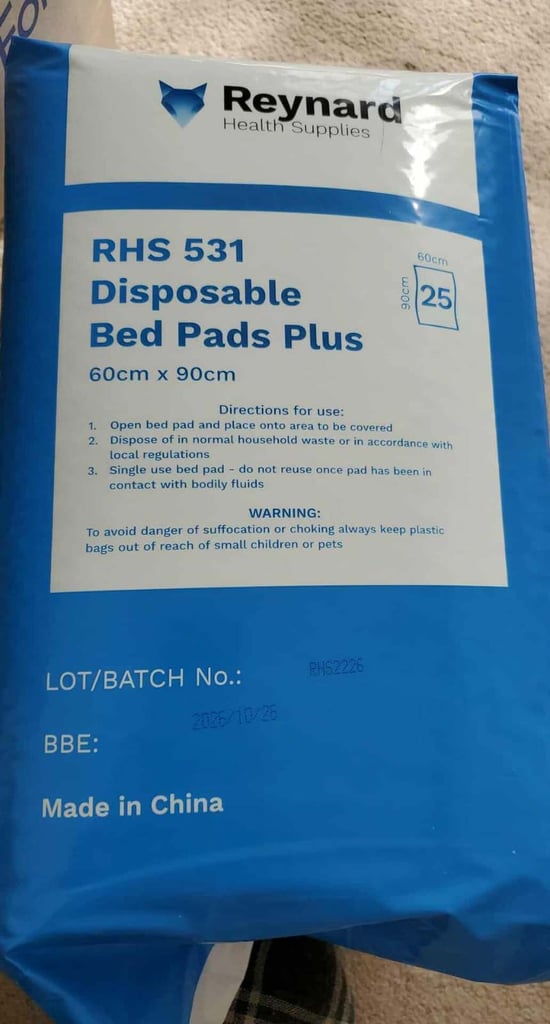 Reynard
Health Supplies
RHS 531
Disposable
Bed Pads Plus
60cm x 90cm
60cm
90cm
25
Directions for use:
1. Open bed pad and place onto area to be covered
2. Dispose of in normal household waste or in accordance with
local regulations
3. Single use bed pad - do not reuse once pad has been in
contact with bodily fluids
WARNING:
To avoid danger of suffocation or choking always keep plastic
bags out of reach of small children or pets
LOT/BATCH No.: RHS2226
BBE:
Made in China